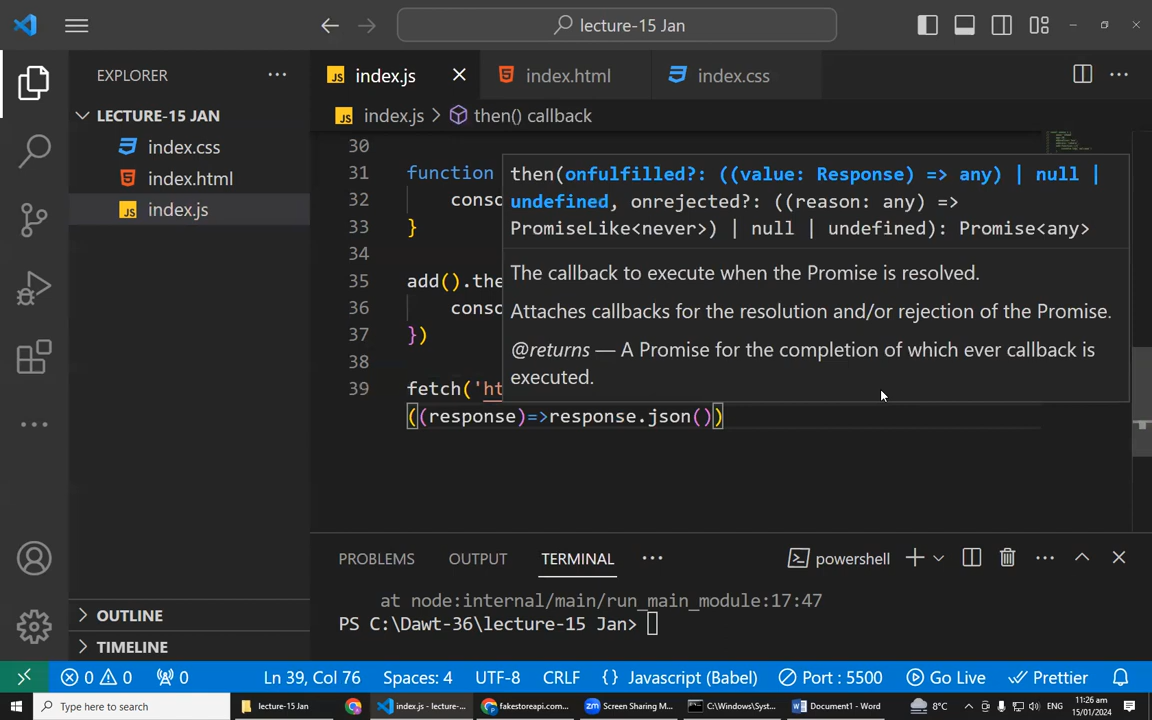 lecture-15 Jan
EXPLORER
index.js
index.html
index.css
LECTURE-15 JAN
index.js > then() callback
index.css
index.html
index.js
30
31 function
32 consc
33 }
34
35 add().the
36 consc
37 })
38
39 fetch('ht
((response)=>response.json())
then(onfulfilled?: ((value: Response) => any) | null |
undefined, onrejected?: ((reason: any) =>
PromiseLike<never>) | null | undefined): Promise<any>
The callback to execute when the Promise is resolved.
Attaches callbacks for the resolution and/or rejection of the Promise.
@returns — A Promise for the completion of which ever callback is
executed.
PROBLEMS OUTPUT TERMINAL powershell
at node:internal/main/run_main_module:17:47
PS C:\Dawt-36\lecture-15 Jan>
OUTLINE
TIMELINE
0 0 0 Ln 39, Col 76 Spaces: 4 UTF-8 CRLF {} Javascript (Babel) Port : 5500 Go Live Prettier
Type here to search lecture-15 Jan index.js - lecture-... fakestoreapi.com... Screen Sharing M... C:\Windows\Syst... Document1 - Word 8°C ENG 11:26 am
15/01/2024